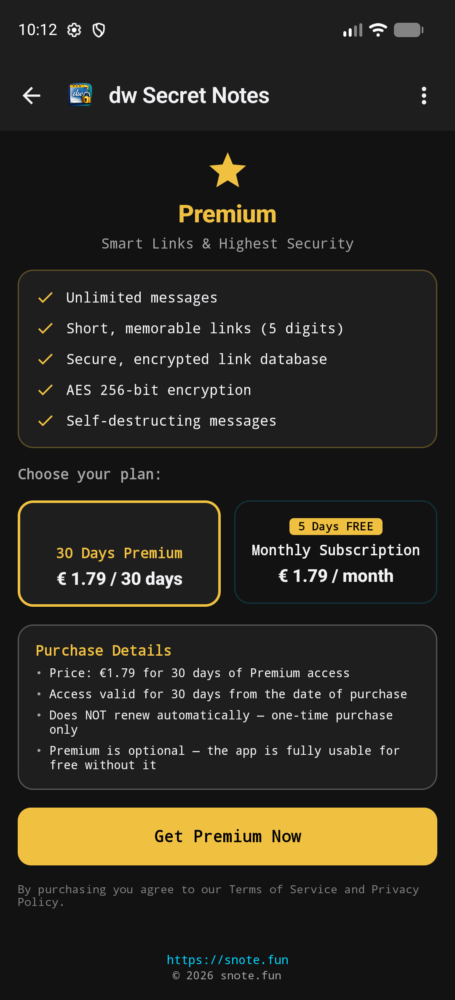 10:12
dw
dw Secret Notes
Premium
Smart Links & Highest Security
Unlimited messages
Short, memorable links (5 digits)
Secure, encrypted link database
AES 256-bit encryption
Self-destructing messages
Choose your plan:
30 Days Premium
€ 1.79 / 30 days
5 Days FREE
Monthly Subscription
€ 1.79 / month
Purchase Details
• Price: €1.79 for 30 days of Premium access
• Access valid for 30 days from the date of purchase
• Does NOT renew automatically – one-time purchase
only
• Premium is optional – the app is fully usable for
free without it
Get Premium Now
By purchasing you agree to our Terms of Service and Privacy
Policy.
https://snote.fun
© 2026 snote.fun